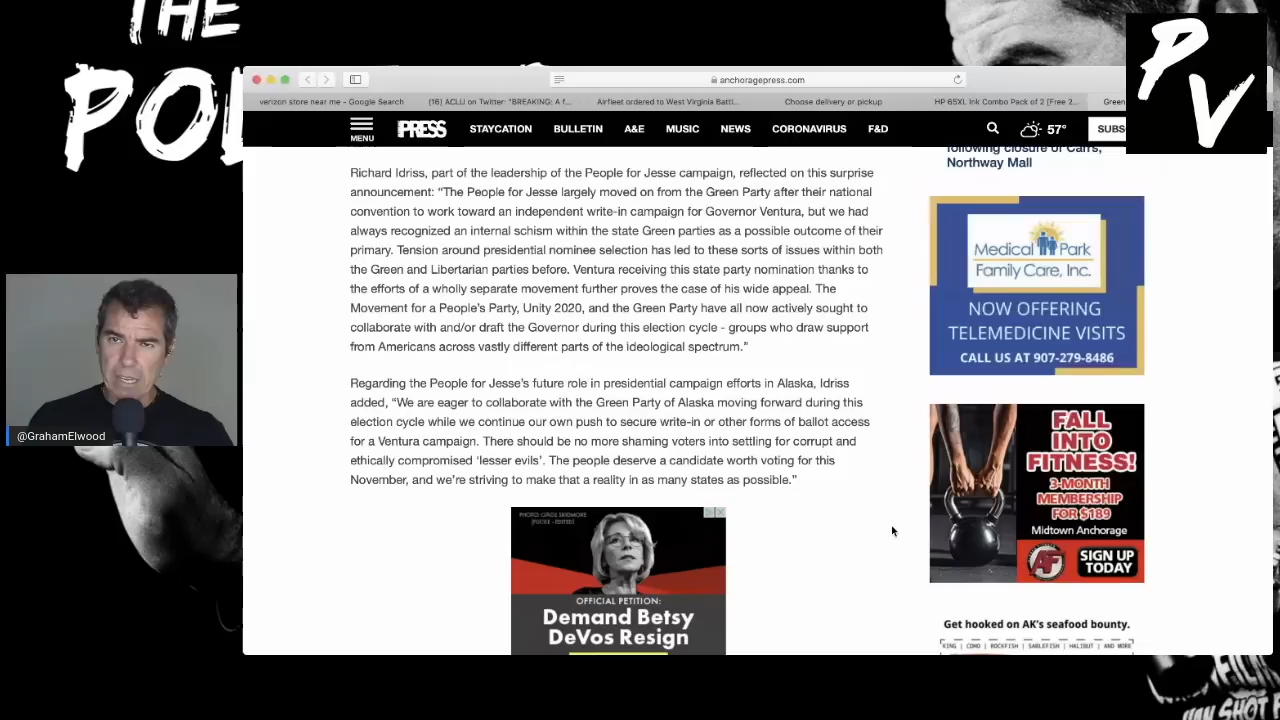 THE
POL
PV
anchoragepress.com
verizon store near me - Google Search
(16) ACLU on Twitter: "BREAKING: A f...
Airfleet ordered to West Virginia Battl...
Choose delivery or pickup
HP 65XL Ink Combo Pack of 2 (Free 2...
Green
MENU
PRESS
STAYCATION
BULLETIN
A&E
MUSIC
NEWS
CORONAVIRUS
F&D
57°
SUBS
following closure of Carrs,
Northway Mall
Richard Idriss, part of the leadership of the People for Jesse campaign, reflected on this surprise
announcement: “The People for Jesse largely moved on from the Green Party after their national
convention to work toward an independent write-in campaign for Governor Ventura, but we had
always recognized an internal schism within the state Green parties as a possible outcome of their
primary. Tension around presidential nominee selection has led to these sorts of issues within both
the Green and Libertarian parties before. Ventura receiving this state party nomination thanks to
the efforts of a wholly separate movement further proves the case of his wide appeal. The
Movement for a People’s Party, Unity 2020, and the Green Party have all now actively sought to
collaborate with and/or draft the Governor during this election cycle - groups who draw support
from Americans across vastly different parts of the ideological spectrum.”
Regarding the People for Jesse’s future role in presidential campaign efforts in Alaska, Idriss
added, “We are eager to collaborate with the Green Party of Alaska moving forward during this
election cycle while we continue our own push to secure write-in or other forms of ballot access
for a Ventura campaign. There should be no more shaming voters into settling for corrupt and
ethically compromised ‘lesser evils’. The people deserve a candidate worth voting for this
November, and we’re striving to make that a reality in as many states as possible.”
Medical Park
Family Care, Inc.
NOW OFFERING
TELEMEDICINE VISITS
CALL US AT 907-279-8486
FALL
INTO
FITNESS!
3-MONTH
MEMBERSHIP
FOR $189
Midtown Anchorage
AF
SIGN UP
TODAY
@GrahamElwood
PHOTO: GAGE SKIDMORE
(FLICKR - EDITED)
OFFICIAL PETITION:
Demand Betsy
DeVos Resign
Get hooked on AK's seafood bounty.
KING | COHO | ROCKFISH | SABLEFISH | HALIBUT | AND MORE